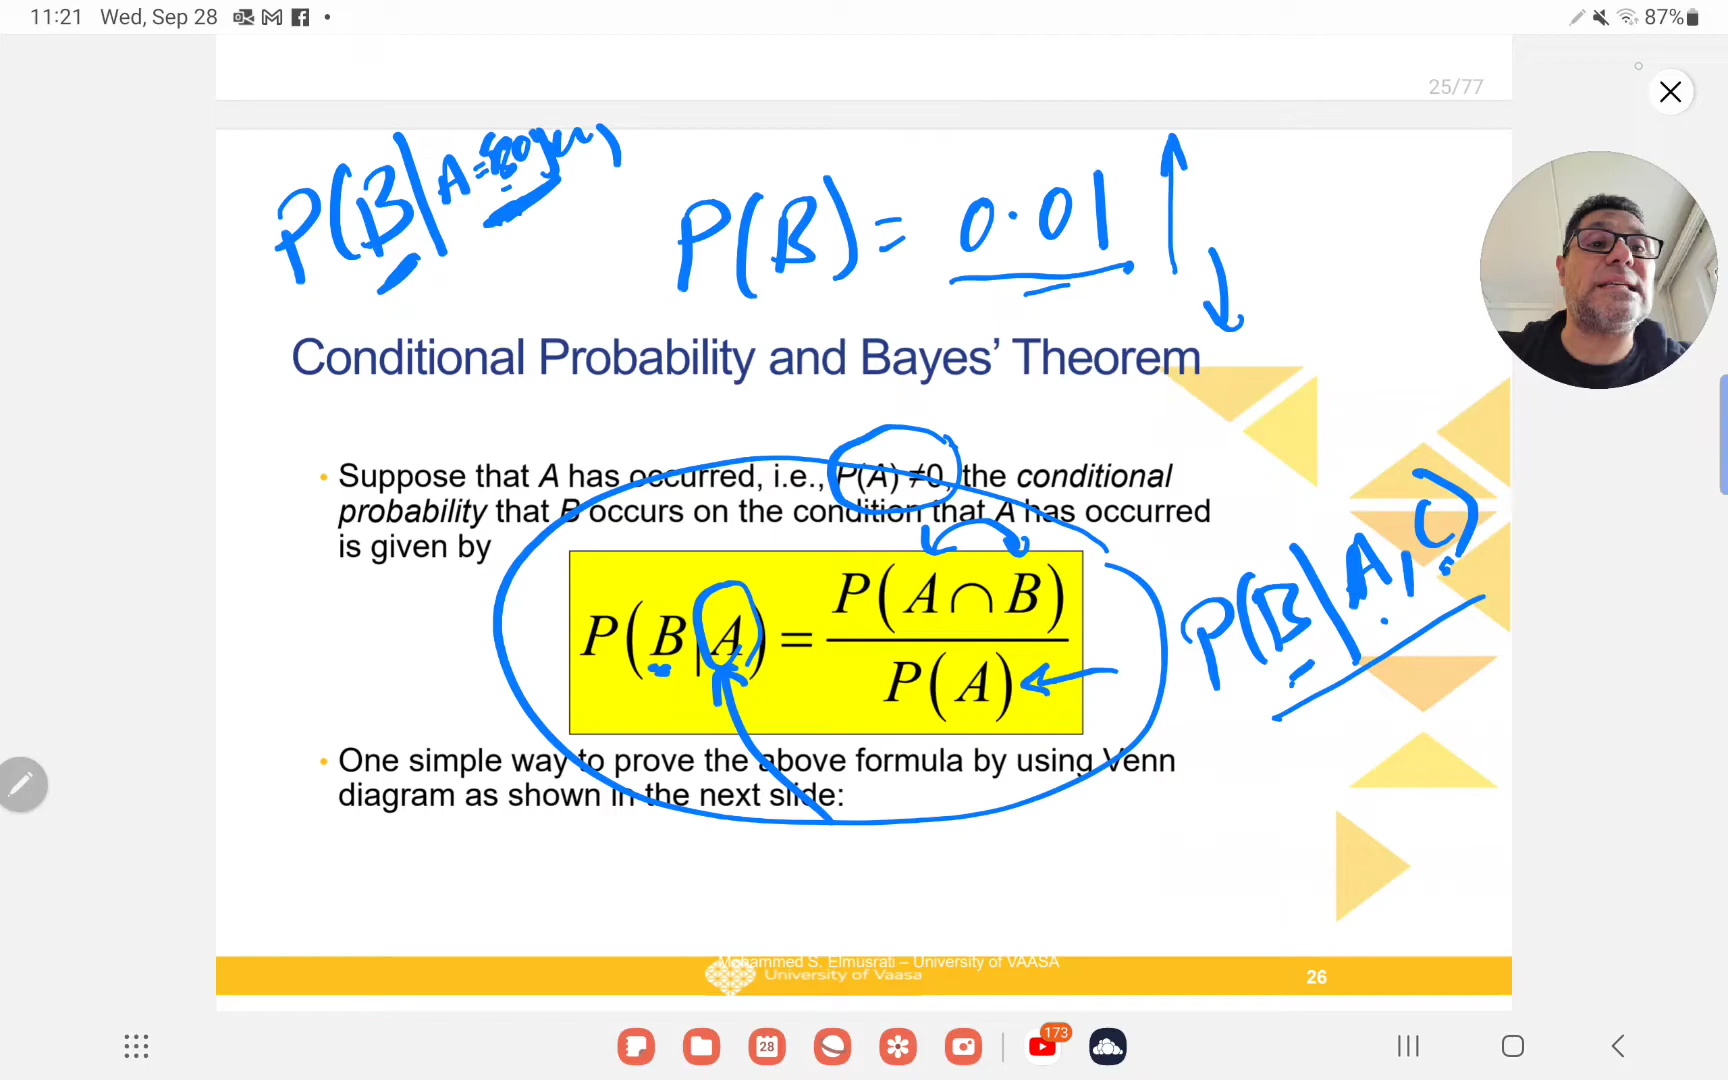 11:21 Wed, Sep 28
87%
25/77
P(B|A=80year)
P(B)=0.01
Conditional Probability and Bayes’ Theorem
• Suppose that A has occurred, i.e., P(A) ≠0, the conditional
probability that B occurs on the condition that A has occurred
is given by
P(B|A) = P(A∩B) / P(A)
P(B|A,C)
• One simple way to prove the above formula by using Venn
diagram as shown in the next slide:
Mohammed S. Elmusrati – University of VAASA
University of Vaasa
26
28
173